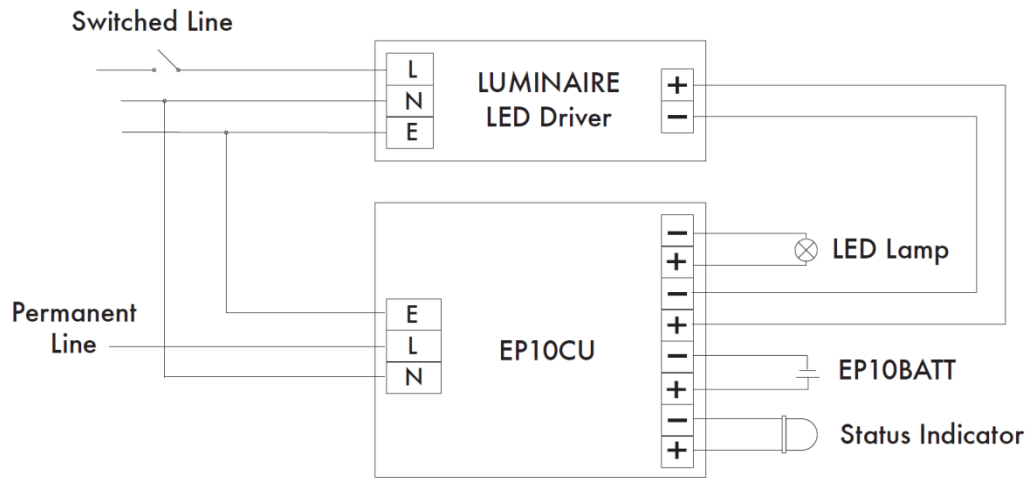 Switched Line
L
N
E
LUMINAIRE
LED Driver
+
−
−
+
−
+
−
+
−
+
LED Lamp
EP10BATT
Status Indicator
Permanent
Line
E
L
N
EP10CU